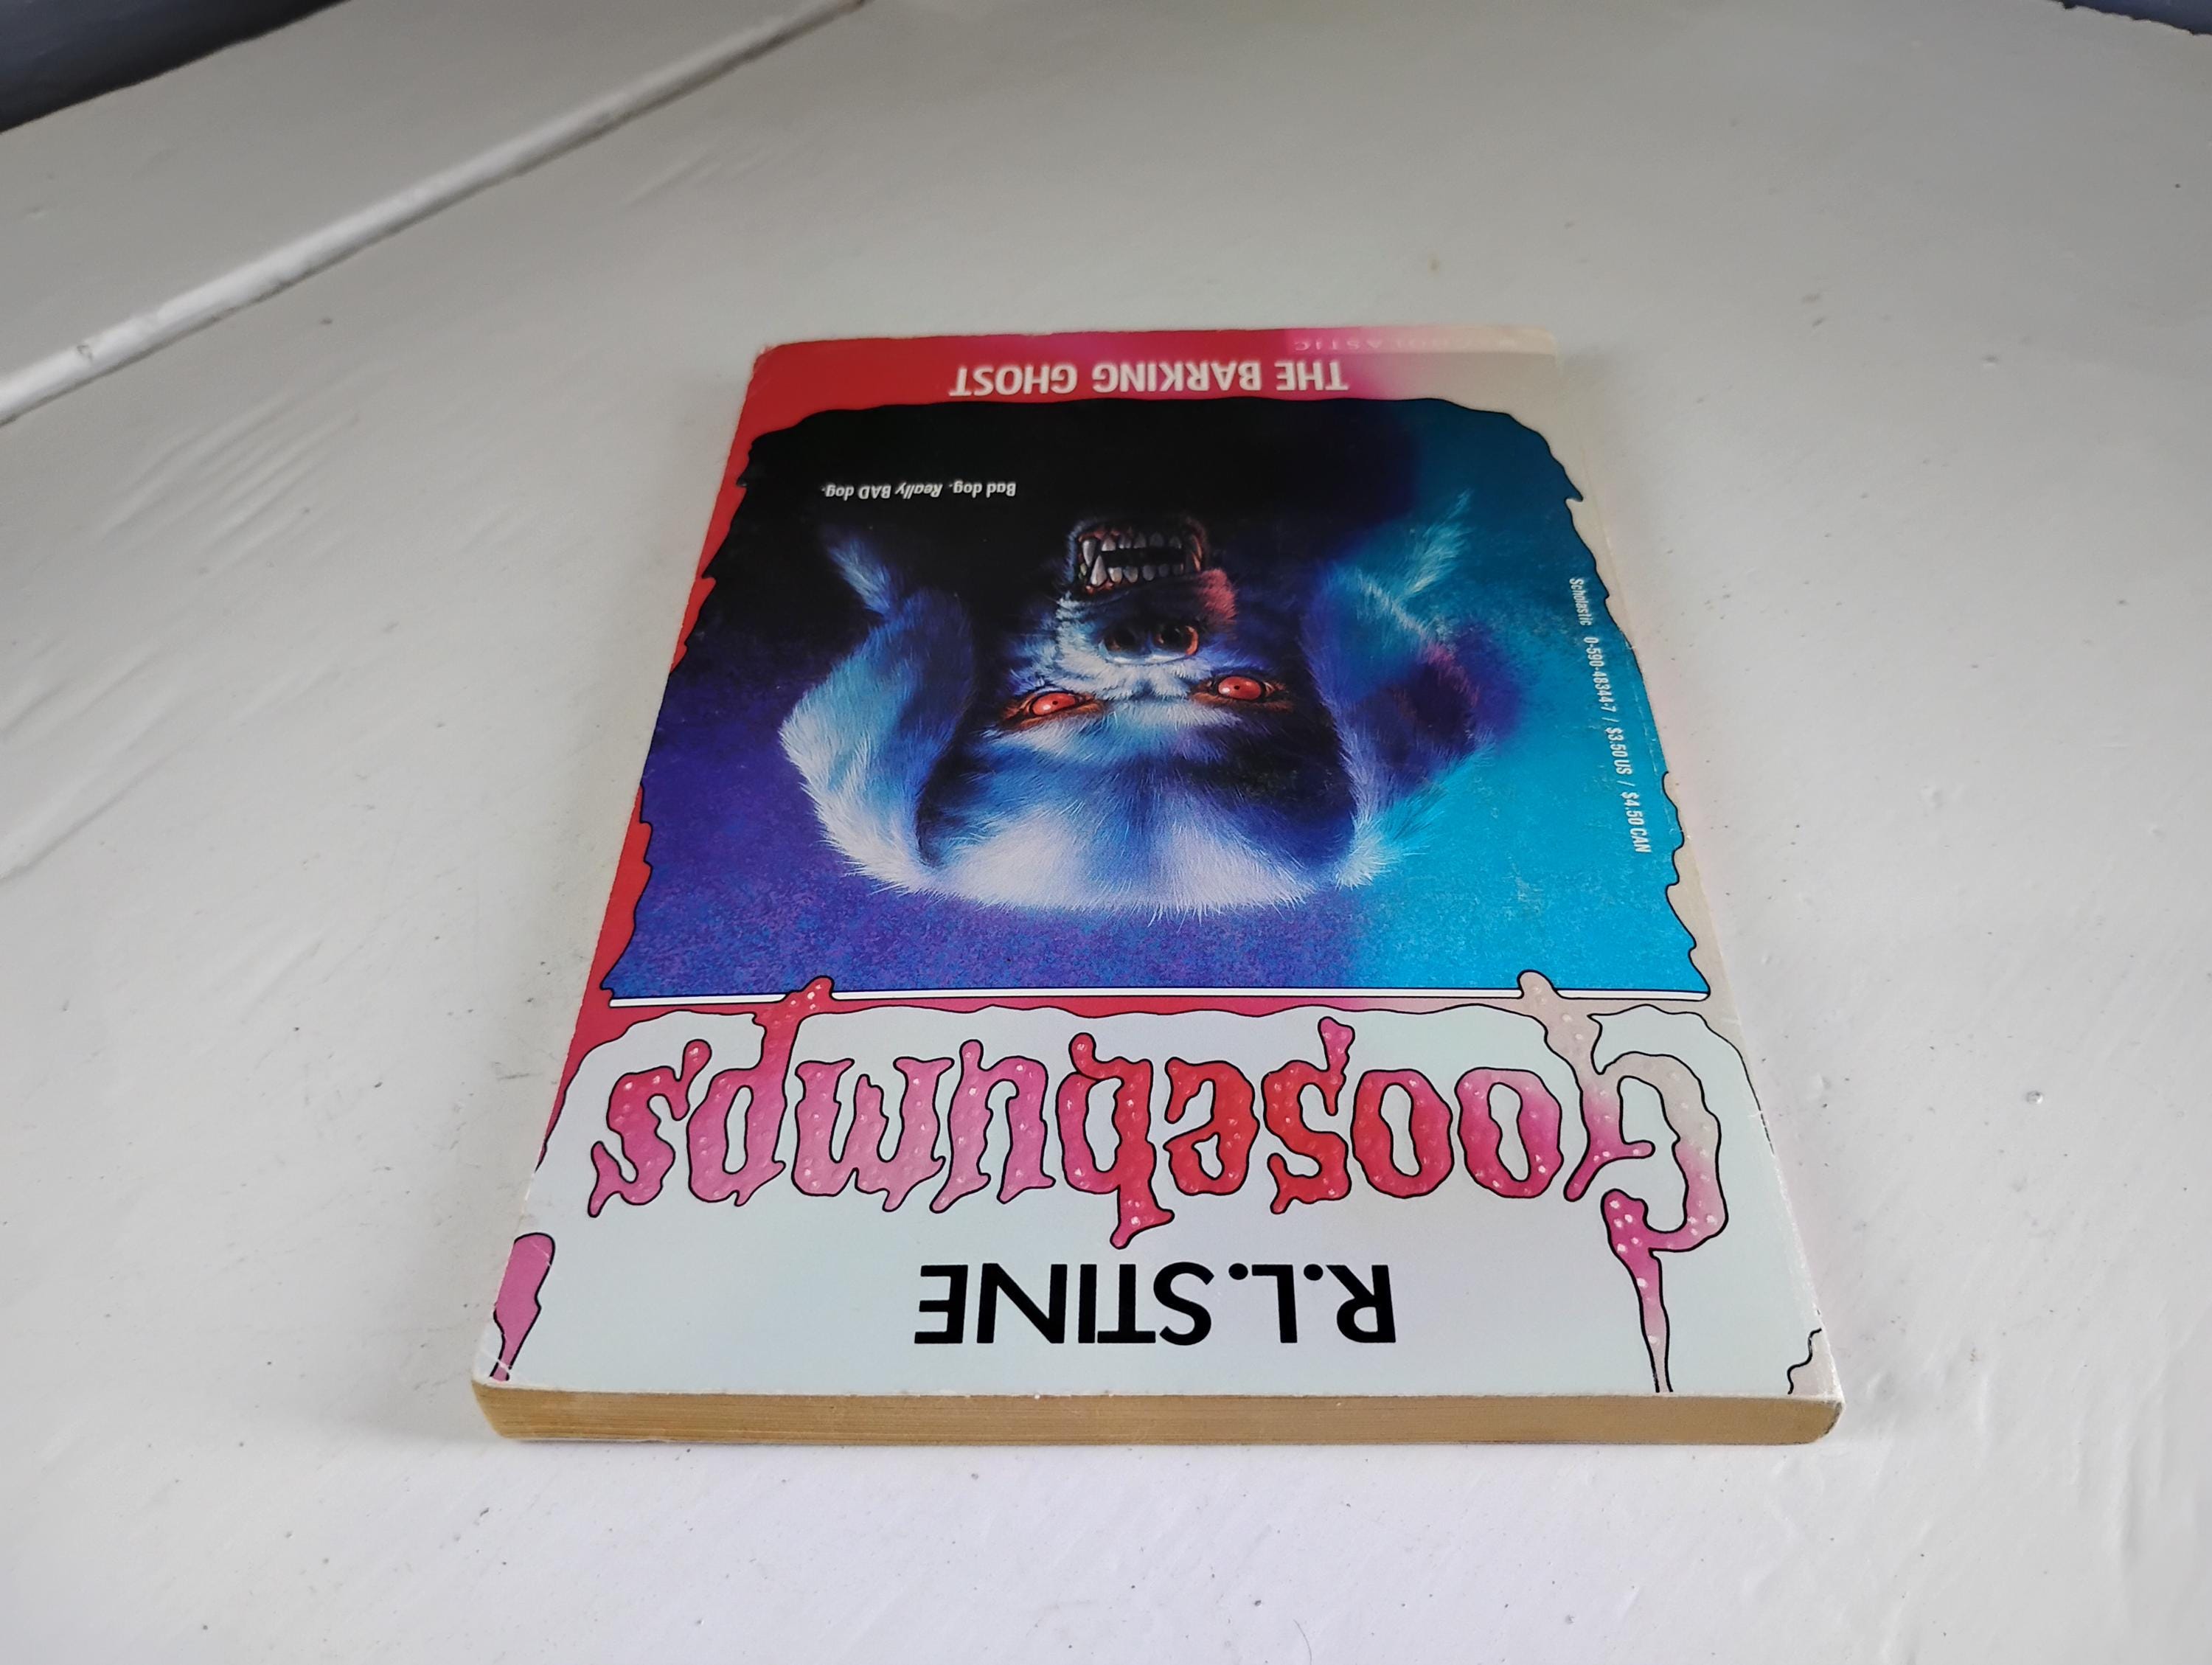 R.L. STINE
Goosebumps
Scholastic 0-590-48344-7 / $3.50 US / $4.50 CAN
Bad dog. Really BAD dog.
THE BARKING GHOST
SCHOLASTIC